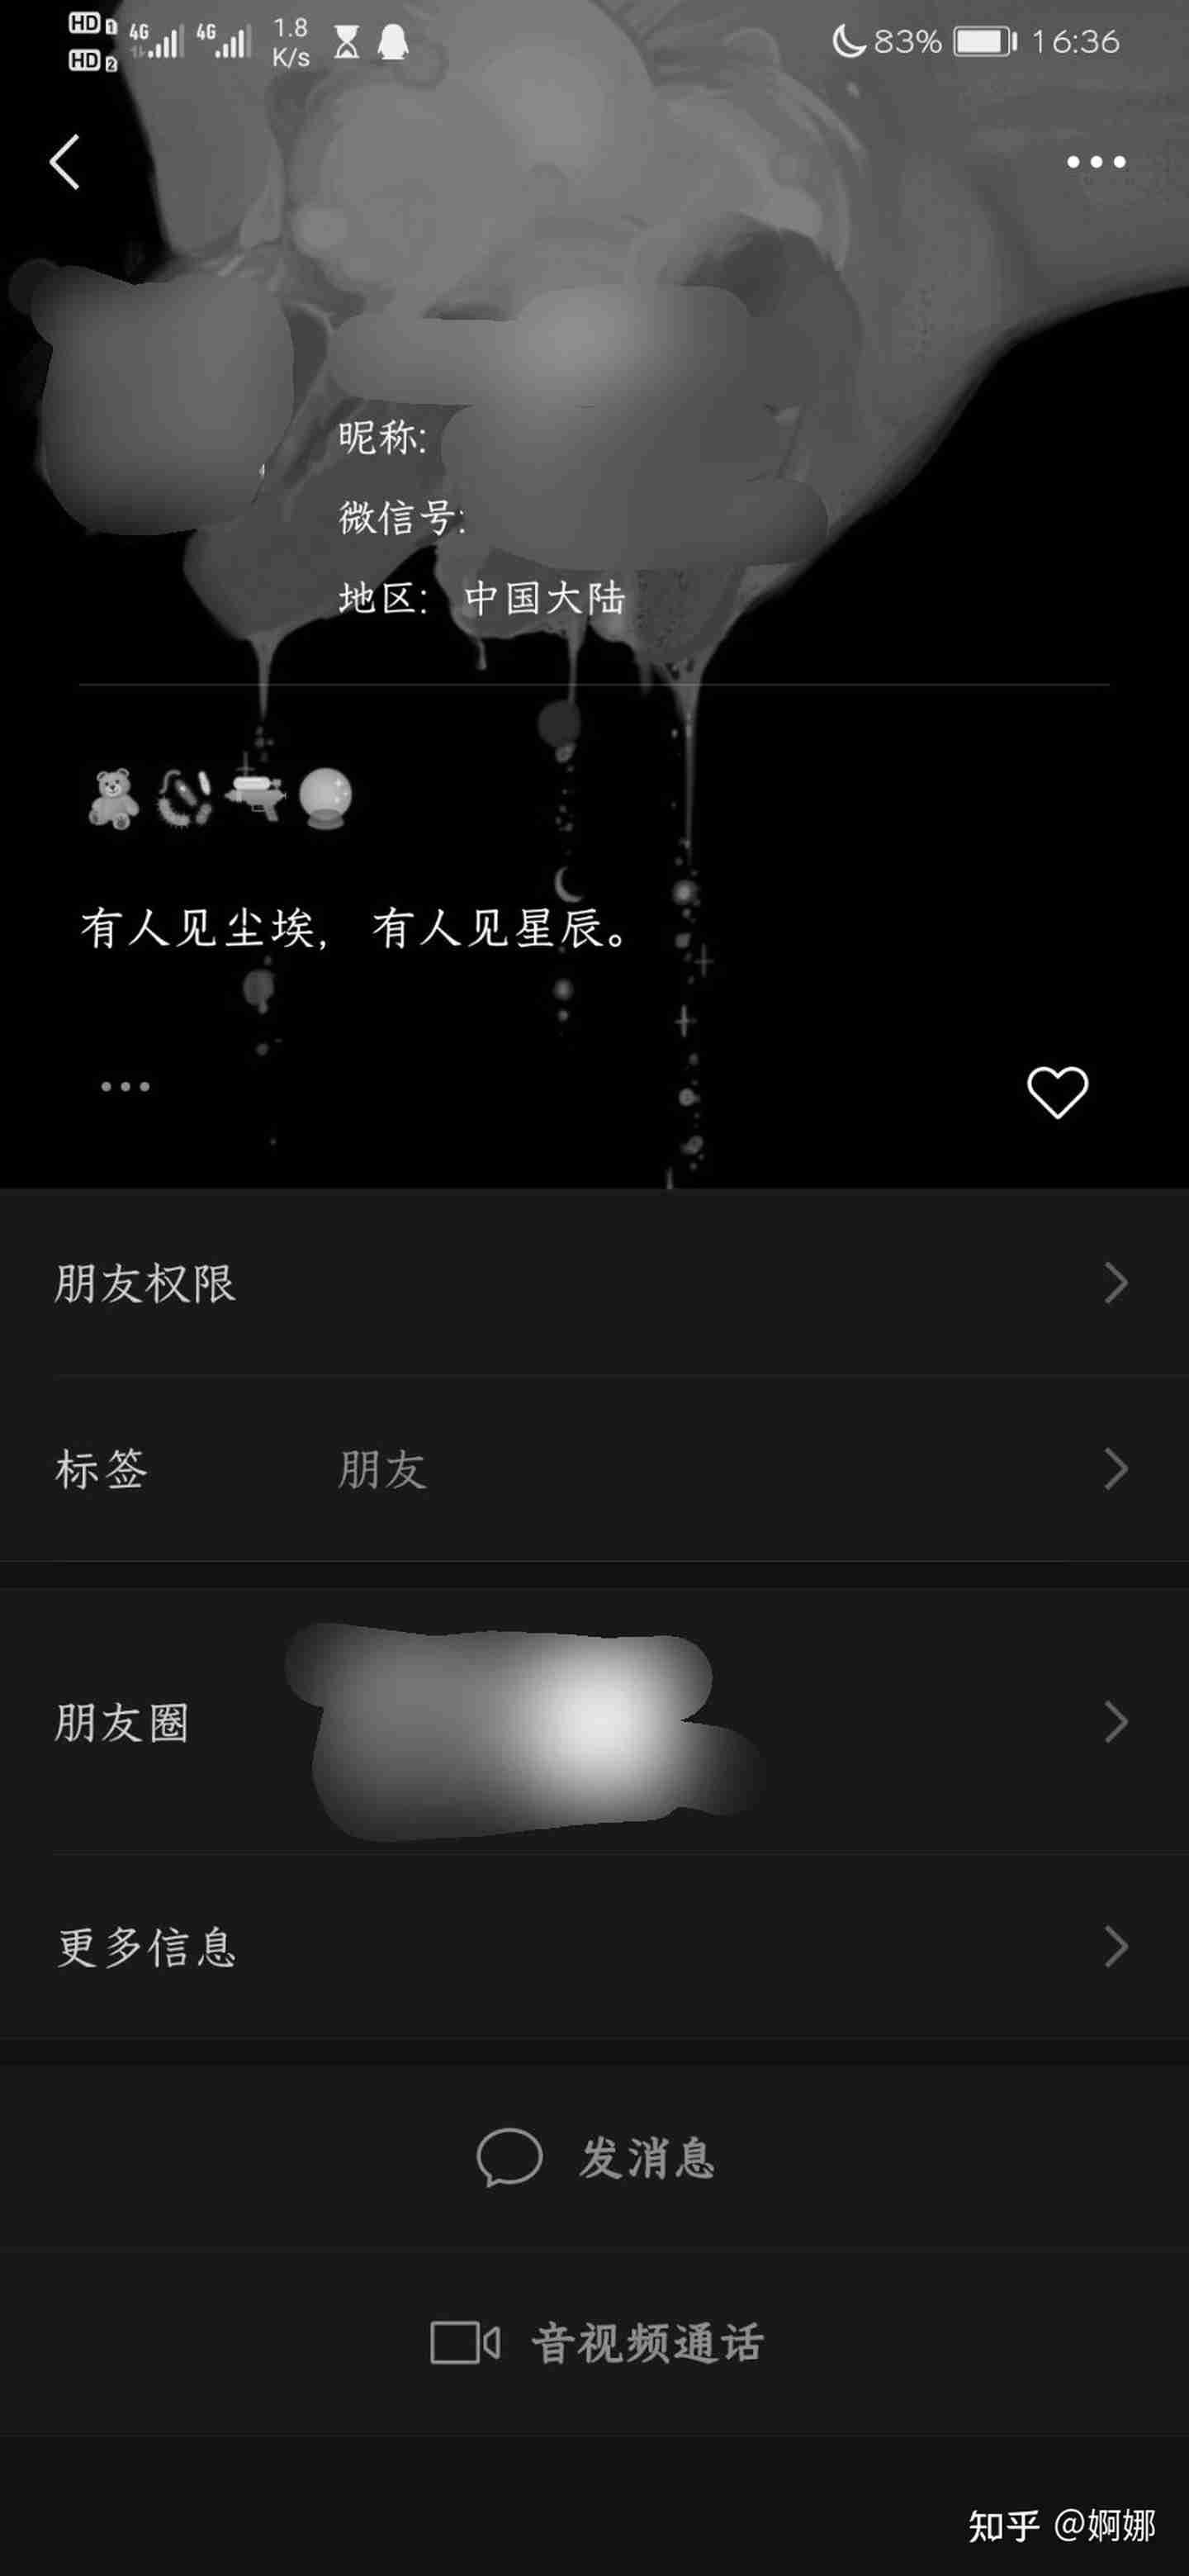 HD 1 4G 4G 1.8 83% 16:36
HD 2 K/s
昵称:
微信号:
地区: 中国大陆
有人见尘埃, 有人见星辰。
朋友权限
标签 朋友
朋友圈
更多信息
发消息
音视频通话
知乎 @婀娜